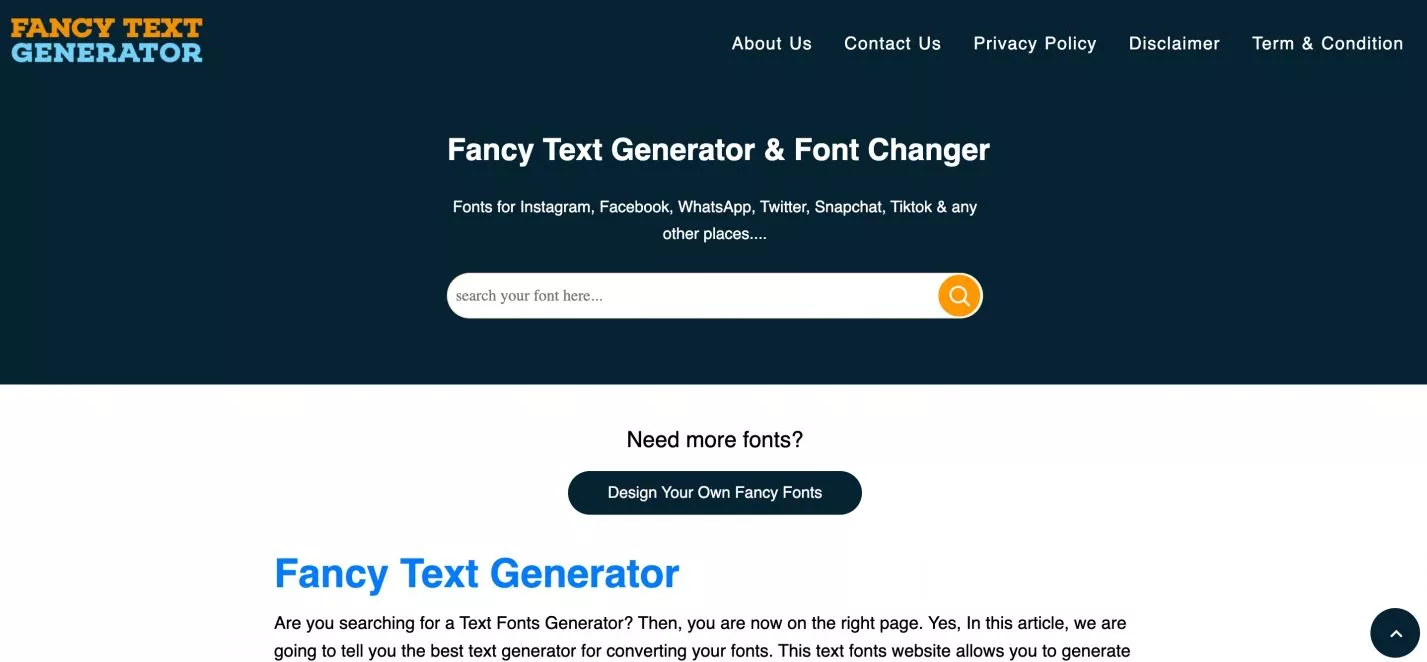 FANCY TEXT
GENERATOR
About Us Contact Us Privacy Policy Disclaimer Term & Condition
Fancy Text Generator & Font Changer
Fonts for Instagram, Facebook, WhatsApp, Twitter, Snapchat, Tiktok & any
other places....
search your font here...
Need more fonts?
Design Your Own Fancy Fonts
Fancy Text Generator
Are you searching for a Text Fonts Generator? Then, you are now on the right page. Yes, In this article, we are
going to tell you the best text generator for converting your fonts. This text fonts website allows you to generate